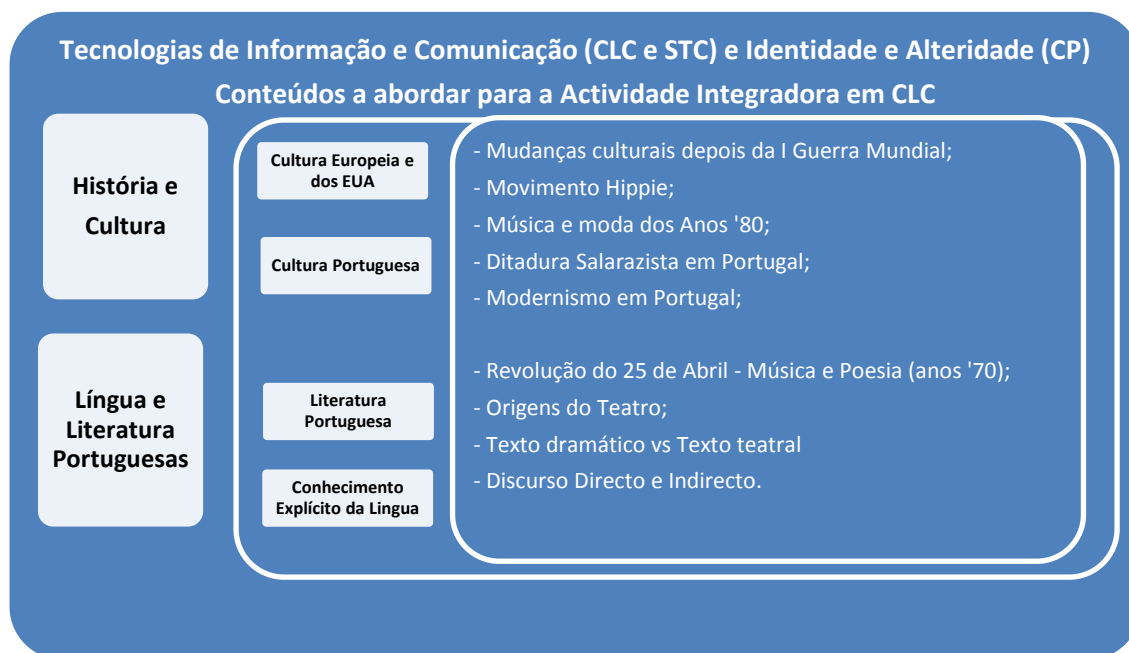 Tecnologias de Informação e Comunicação (CLC e STC) e Identidade e Alteridade (CP)
Conteúdos a abordar para a Actividade Integradora em CLC
História e
Cultura
Cultura Europeia e
dos EUA
Cultura Portuguesa
- Mudanças culturais depois da I Guerra Mundial;
- Movimento Hippie;
- Música e moda dos Anos '80;
- Ditadura Salarazista em Portugal;
- Modernismo em Portugal;
Língua e
Literatura
Portuguesas
Literatura
Portuguesa
Conhecimento
Explícito da Lingua
- Revolução do 25 de Abril - Música e Poesia (anos '70);
- Origens do Teatro;
- Texto dramático vs Texto teatral
- Discurso Directo e Indirecto.